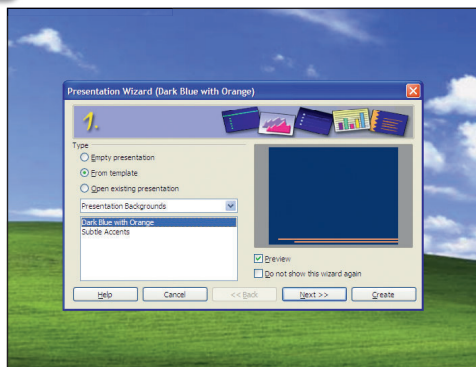 Presentation Wizard (Dark Blue with Orange)
1.
Type
Empty presentation
From template
Open existing presentation
Presentation Backgrounds
Dark Blue with Orange
Subtle Accents
Preview
Do not show this wizard again
Help Cancel << Back Next >> Create